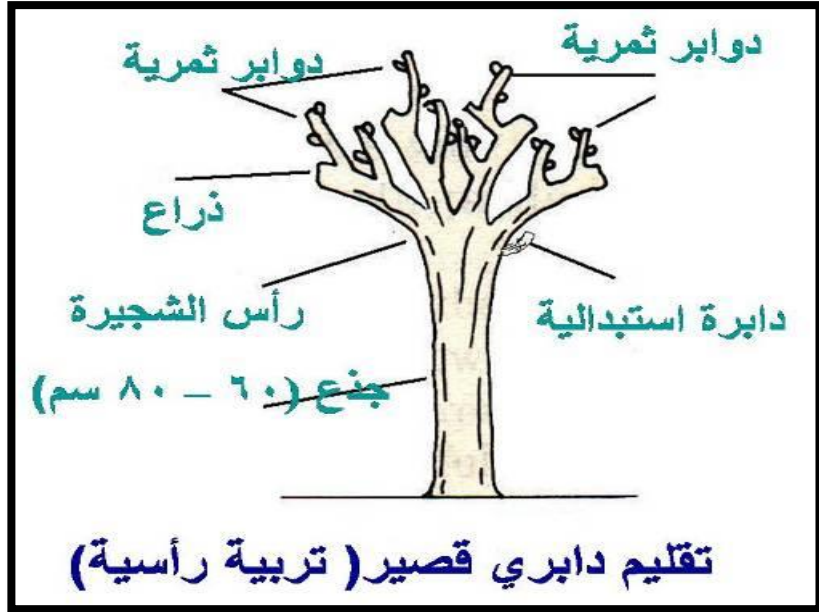 دوابر ثمرية
دوابر ثمرية
ذراع
رأس الشجيرة
دابرة استبدالية
جذع (٦٠ – ٨٠ سم)
تقليم دابري قصير( تربية رأسية)